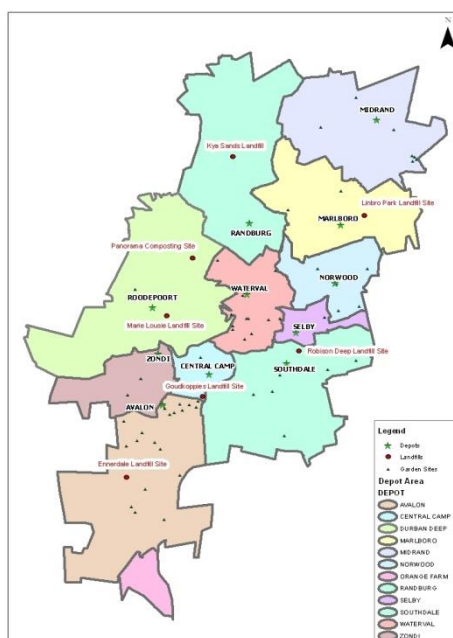 N
MIDRAND
Kya Sands Landfill
Linbro Park Landfill Site
MARLBORO
RANDBURG
Panorama Composting Site
NORWOOD
WATERVAL
ROODEPOORT
Marie Lousie Landfill Site
SELBY
Robison Deep Landfill Site
ZONDI
CENTRAL CAMP
SOUTHDALE
Goudkoppies Landfill Site
AVALON
Ennerdale Landfill Site
Legend
Depots
Landfills
Garden Sites
Depot Area
DEPOT
AVALON
CENTRAL CAMP
DURBAN DEEP
MARLBORO
MIDRAND
NORWOOD
ORANGE FARM
RANDBURG
SELBY
SOUTHDALE
WATERVAL
ZONDI